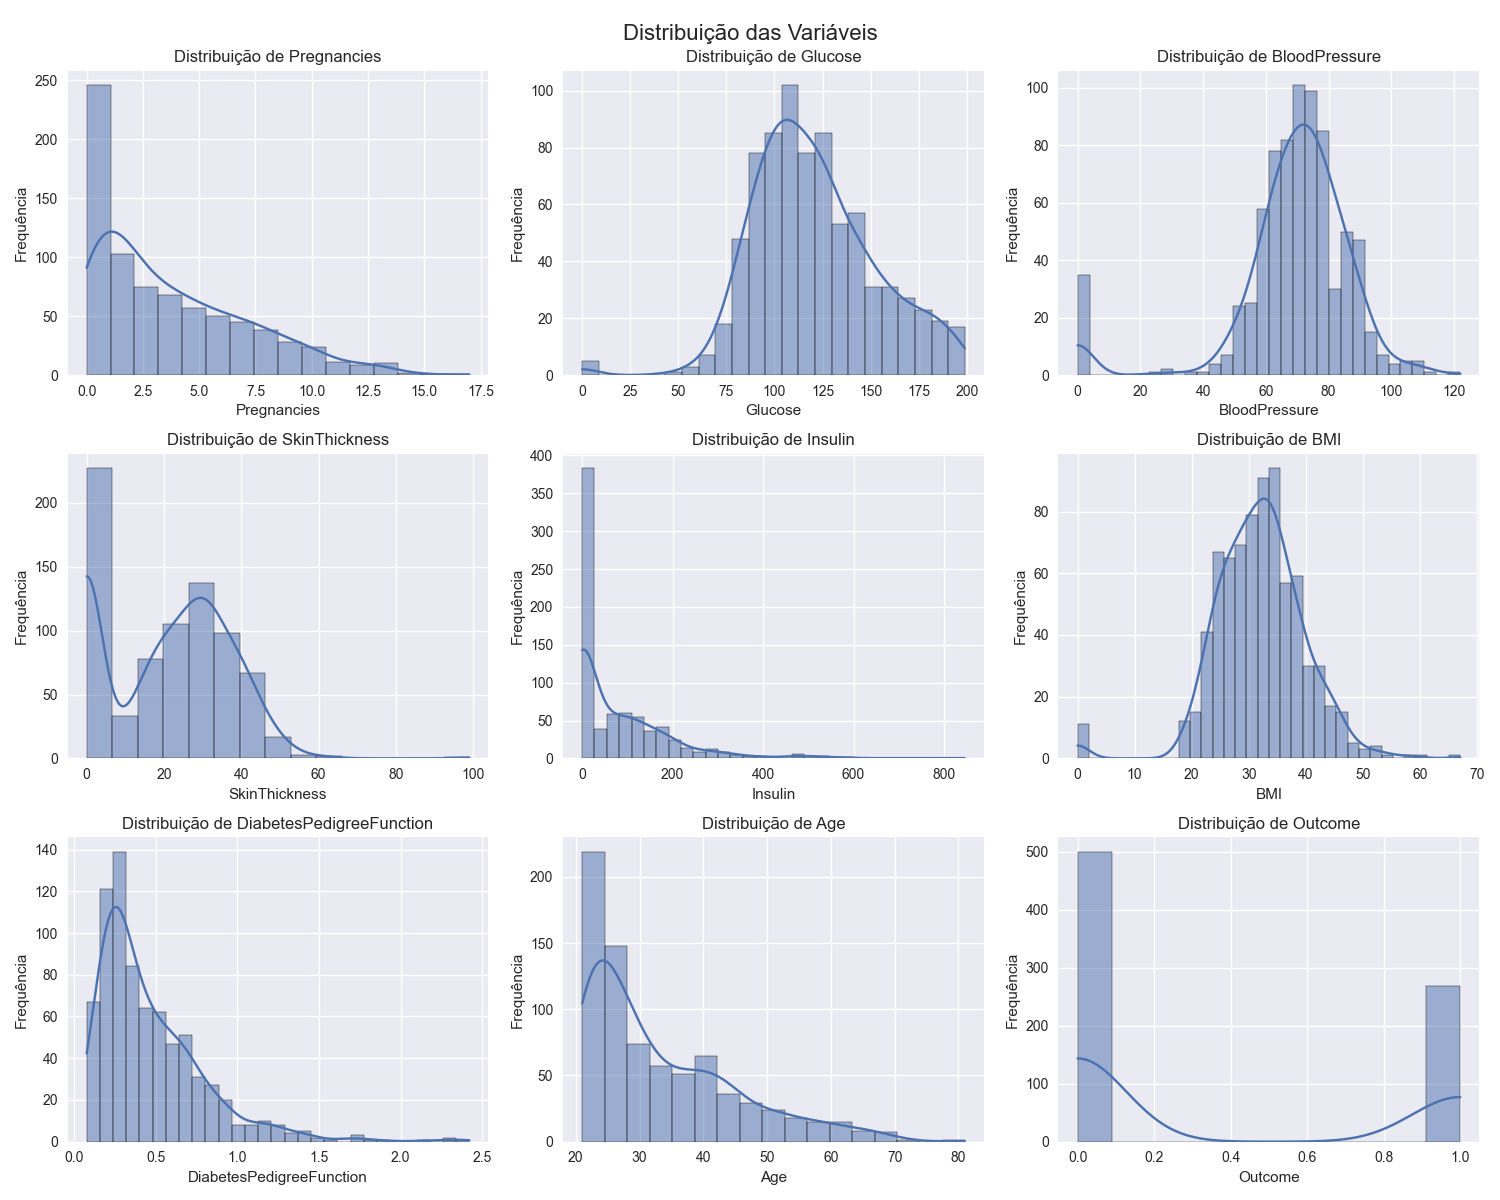 Distribuição das Variáveis
Distribuição de Pregnancies
Frequência
250
200
150
100
50
0
0.0 2.5 5.0 7.5 10.0 12.5 15.0 17.5
Pregnancies
Distribuição de Glucose
Frequência
100
80
60
40
20
0
0 25 50 75 100 125 150 175 200
Glucose
Distribuição de BloodPressure
Frequência
100
80
60
40
20
0
0 20 40 60 80 100 120
BloodPressure
Distribuição de SkinThickness
Frequência
200
150
100
50
0
0 20 40 60 80 100
SkinThickness
Distribuição de Insulin
Frequência
400
350
300
250
200
150
100
50
0
0 200 400 600 800
Insulin
Distribuição de BMI
Frequência
80
60
40
20
0
0 10 20 30 40 50 60 70
BMI
Distribuição de DiabetesPedigreeFunction
Frequência
140
120
100
80
60
40
20
0
0.0 0.5 1.0 1.5 2.0 2.5
DiabetesPedigreeFunction
Distribuição de Age
Frequência
200
150
100
50
0
20 30 40 50 60 70 80
Age
Distribuição de Outcome
Frequência
500
400
300
200
100
0
0.0 0.2 0.4 0.6 0.8 1.0
Outcome